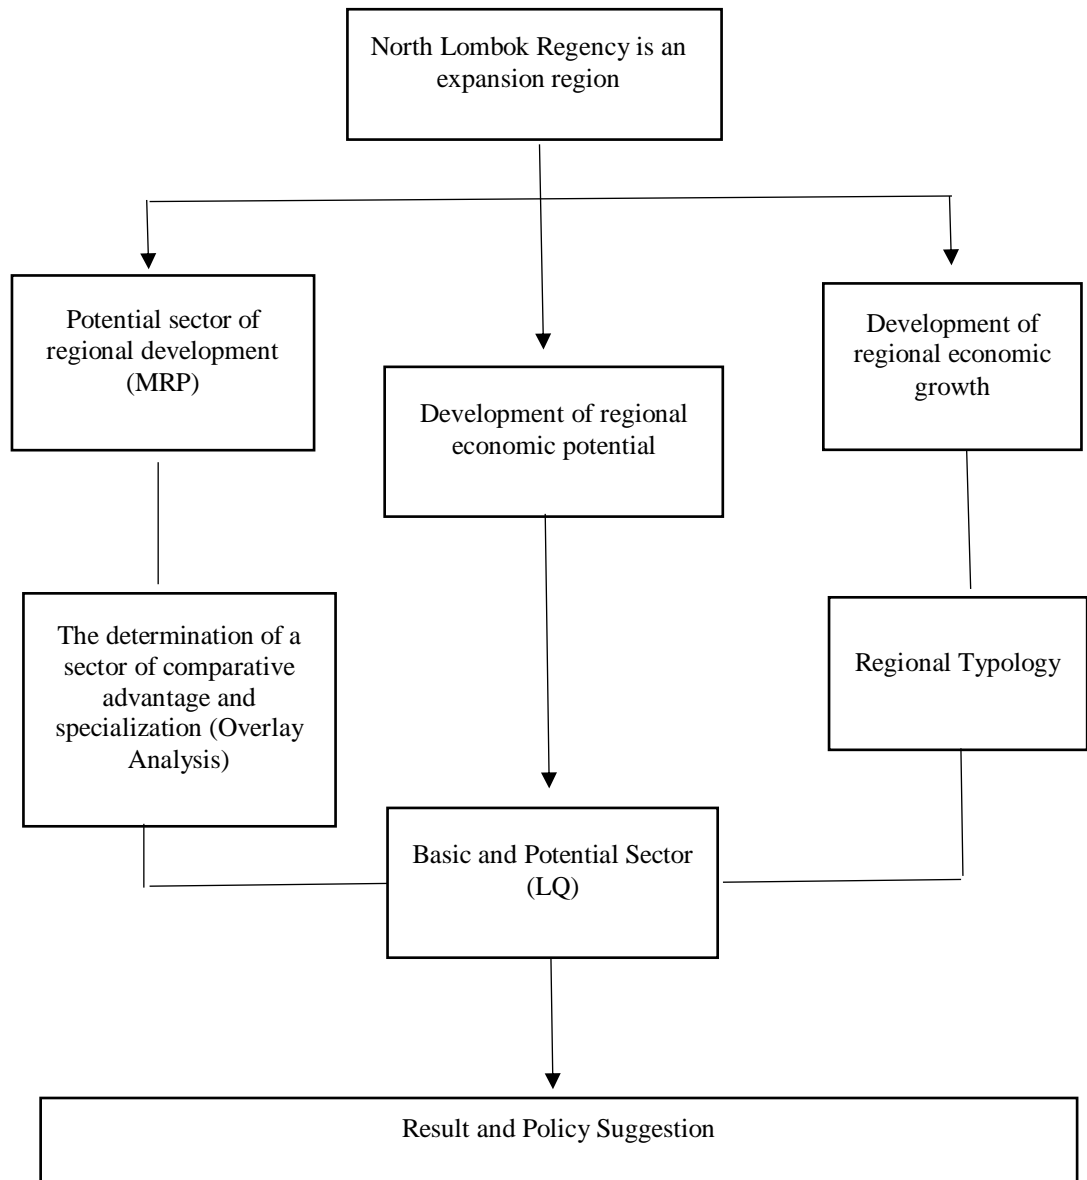 North Lombok Regency is an
expansion region
Potential sector of
regional development
(MRP)
Development of regional
economic potential
Development of
regional economic
growth
The determination of a
sector of comparative
advantage and
specialization (Overlay
Analysis)
Regional Typology
Basic and Potential Sector
(LQ)
Result and Policy Suggestion